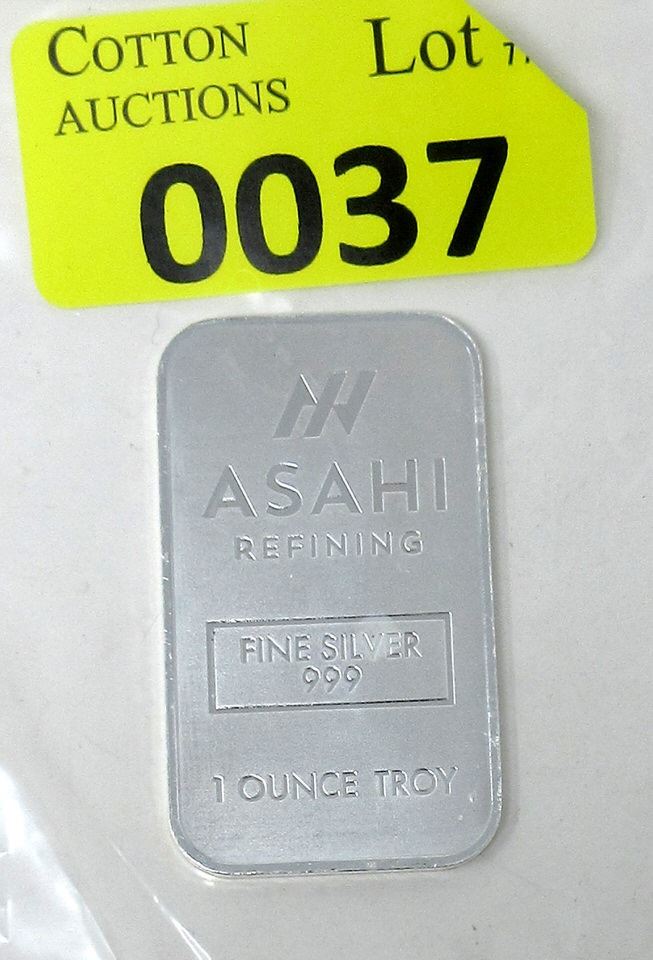 COTTON Lot
AUCTIONS
0037
ASAHI
REFINING
FINE SILVER
999
1 OUNCE TROY